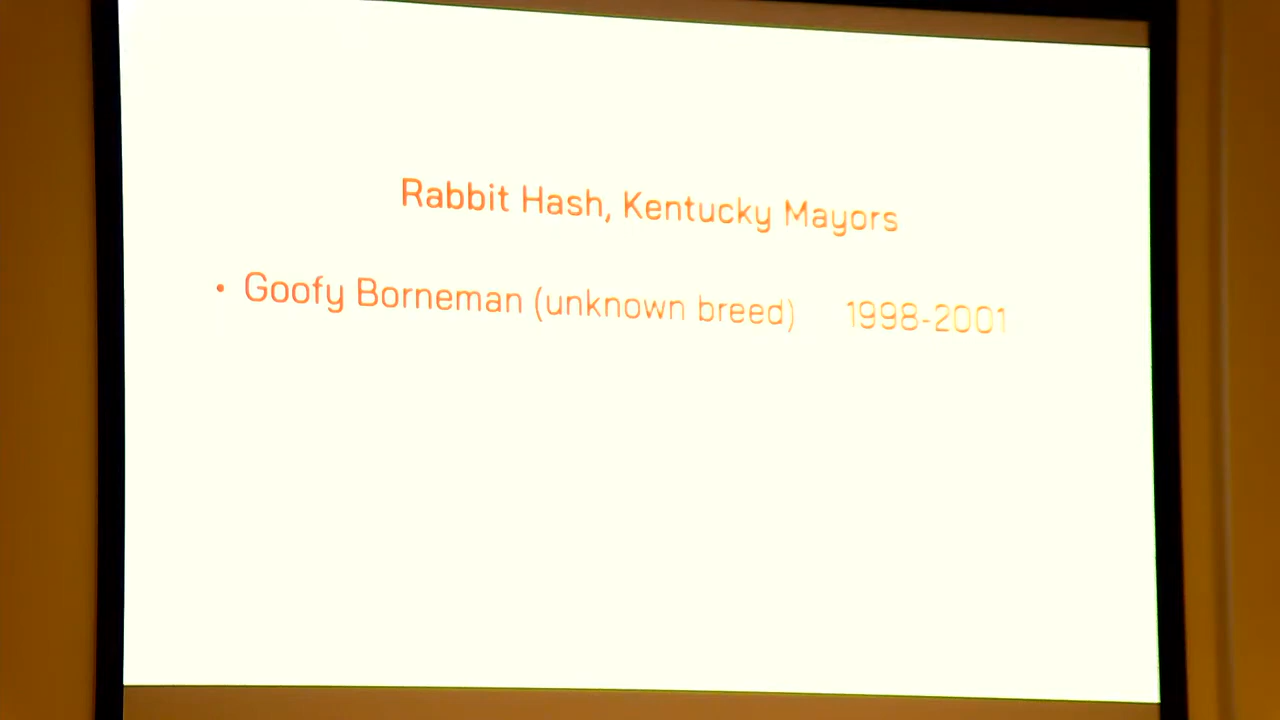 Rabbit Hash, Kentucky Mayors
• Goofy Borneman (unknown breed) 1998-2001